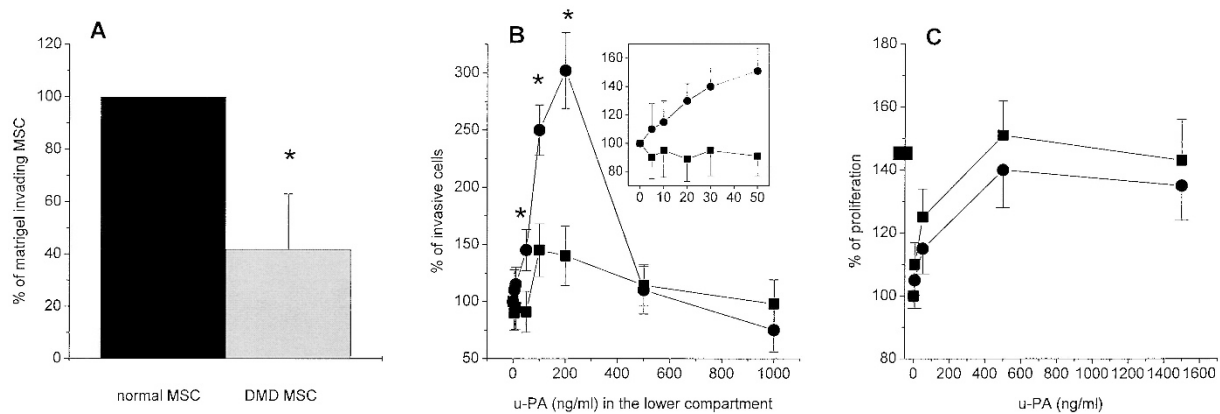 A
% of matrigel invading MSC
120
100
80
60
40
20
0
*
normal MSC
DMD MSC
B
% of invasive cells
300
250
200
150
100
50
* * * *
0 200 400 600 800 1000
u-PA (ng/ml) in the lower compartment
160
140
120
100
80
0 10 20 30 40 50
C
% of proliferation
180
160
140
120
100
80
0 200 400 600 800 1000 1200 1400 1600
u-PA (ng/ml)